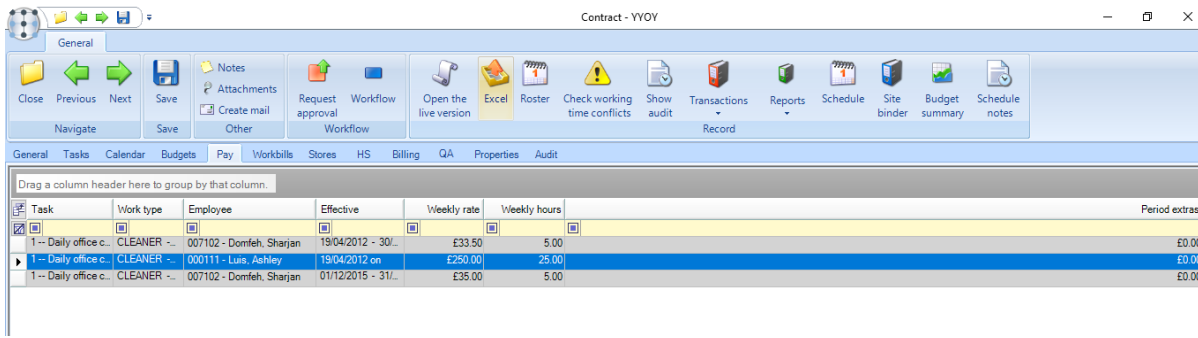 Contract - YYOY
General
Close Previous Next Save Notes Attachments Create mail Request approval Workflow Open the live version Excel Roster Check working time conflicts Show audit Transactions Reports Schedule Site binder Budget summary Schedule notes
Navigate Save Other Workflow Record
General Tasks Calendar Budgets Pay Workbills Stores HS Billing QA Properties Audit
Drag a column header here to group by that column.
Task Work type Employee Effective Weekly rate Weekly hours Period extras
1 -- Daily office c... CLEANER -... 007102 - Domfeh, Sharjan 19/04/2012 - 30/... £33.50 5.00 £0.00
1 -- Daily office c... CLEANER -... 000111 - Luis, Ashley 19/04/2012 on £250.00 25.00 £0.00
1 -- Daily office c... CLEANER -... 007102 - Domfeh, Sharjan 01/12/2015 - 31/... £35.00 5.00 £0.00